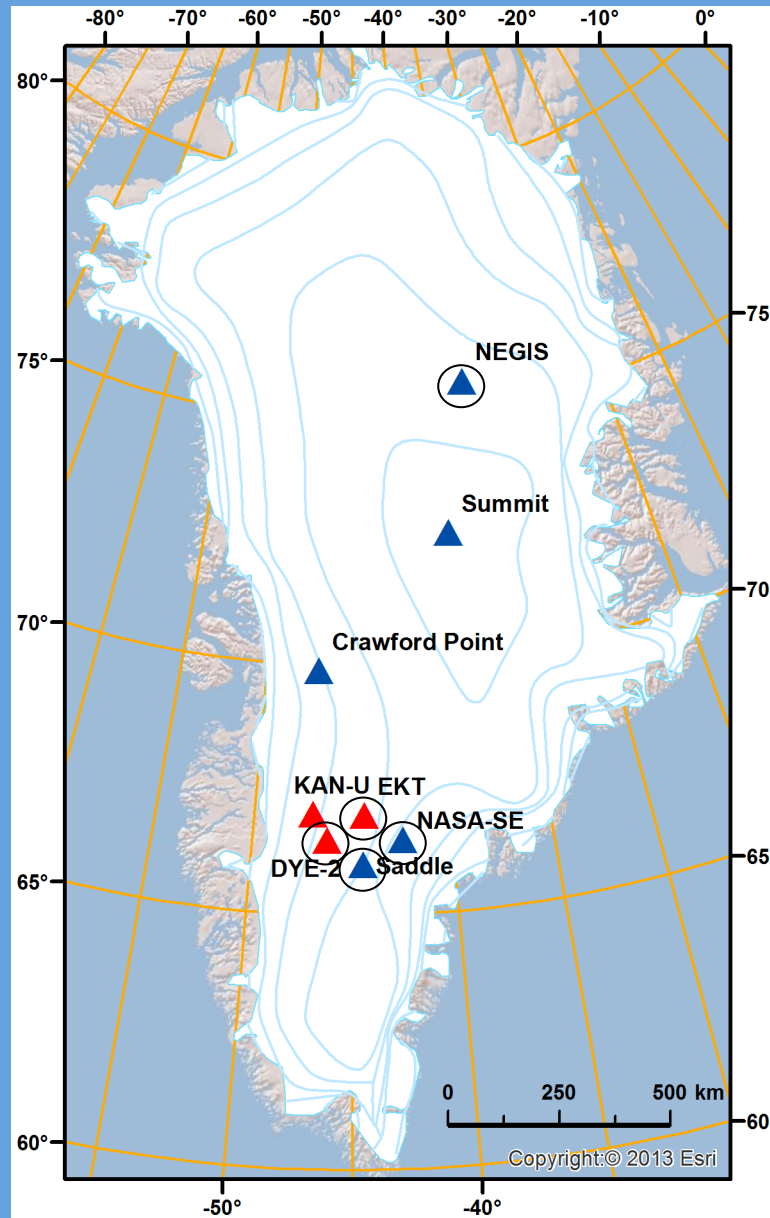 -80° -70° -60° -50° -40° -30° -20° -10° 0°
80°
75
75°
NEGIS
Summit
70
70°
Crawford Point
KAN-U EKT
NASA-SE
DYE-2 Saddle
65
65°
0 250 500 km
60
60°
Copyright:© 2013 Esri
-50° -40°